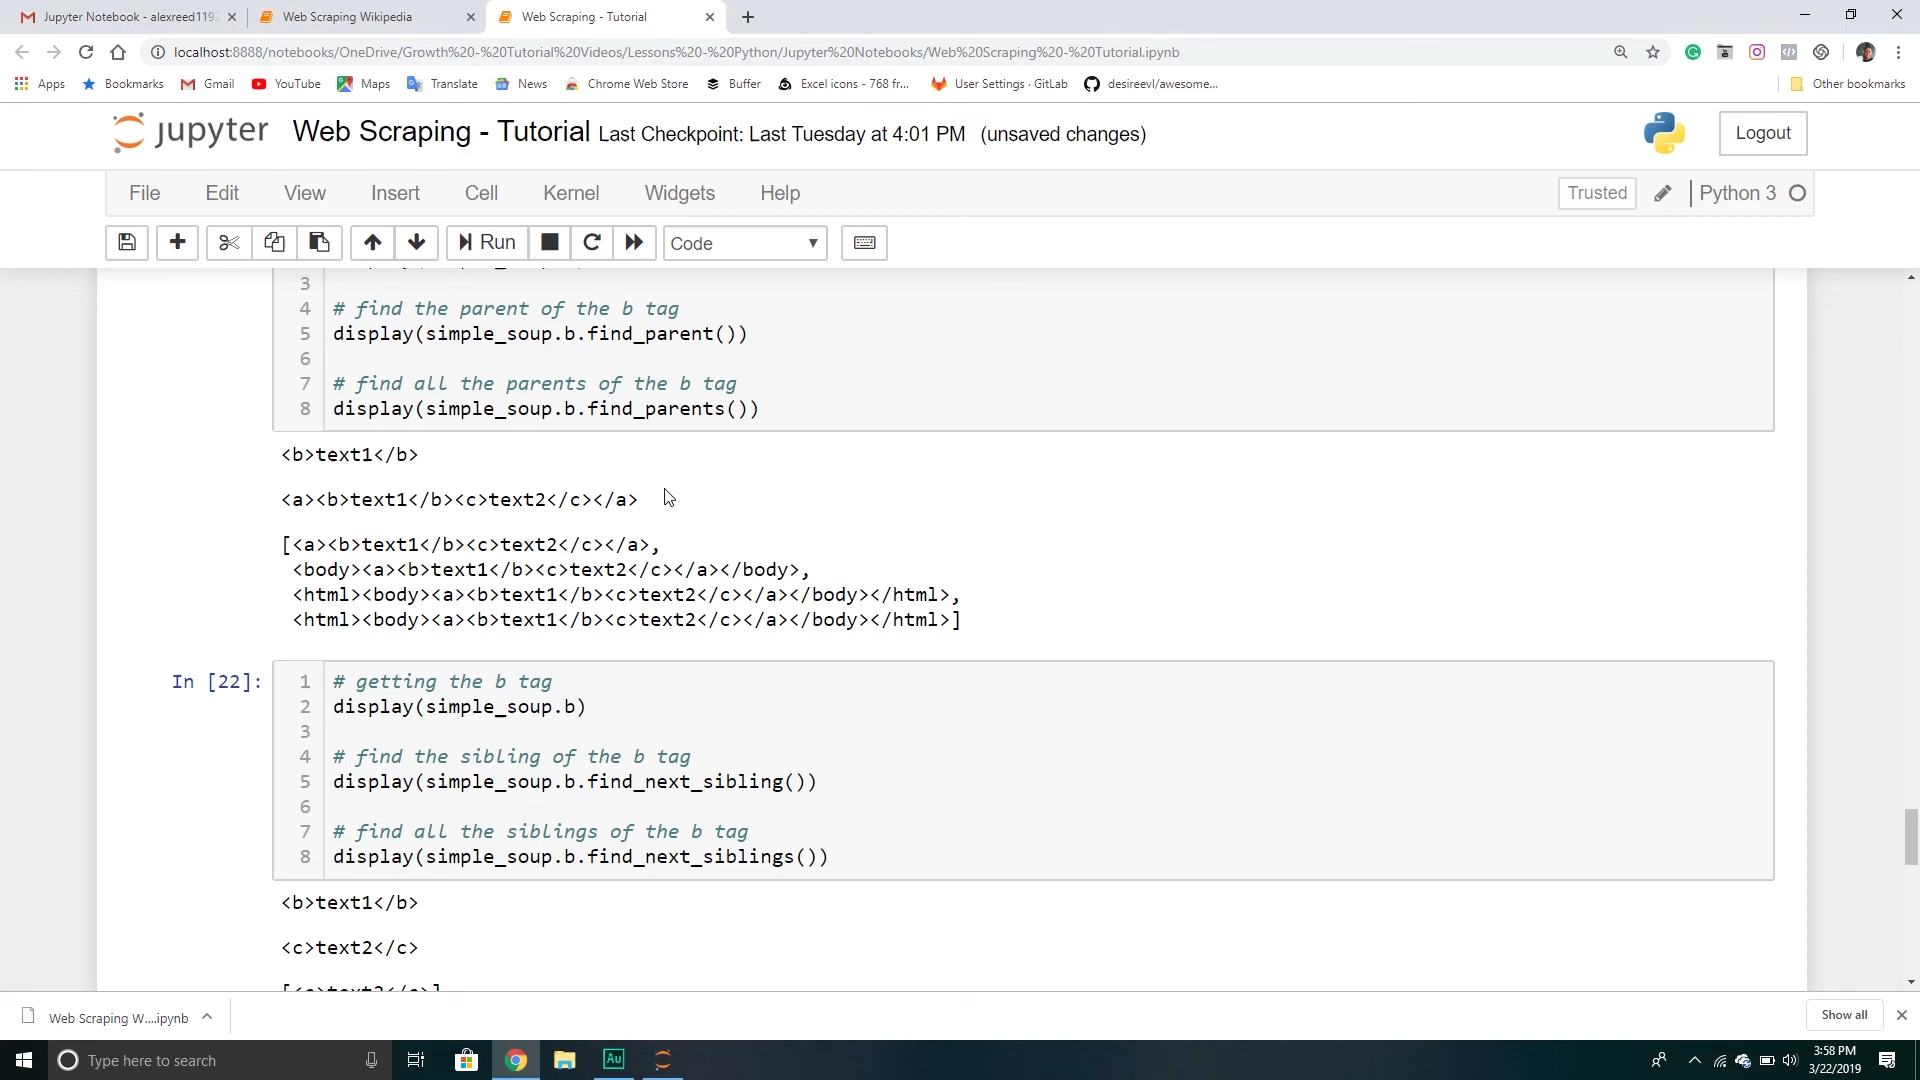 Jupyter Notebook - alexreed1192
Web Scraping Wikipedia
Web Scraping - Tutorial
localhost:8888/notebooks/OneDrive/Growth%20-%20Tutorial%20Videos/Lessons%20-%20Python/Jupyter%20Notebooks/Web%20Scraping%20-%20Tutorial.ipynb
Apps Bookmarks Gmail YouTube Maps Translate News Chrome Web Store Buffer Excel icons - 768 fr... User Settings · GitLab desireevl/awesome... Other bookmarks
jupyter Web Scraping - Tutorial Last Checkpoint: Last Tuesday at 4:01 PM (unsaved changes) Logout
File Edit View Insert Cell Kernel Widgets Help Trusted Python 3
Run Code
3
4 # find the parent of the b tag
5 display(simple_soup.b.find_parent())
6
7 # find all the parents of the b tag
8 display(simple_soup.b.find_parents())
<b>text1</b>
<a><b>text1</b><c>text2</c></a>
[<a><b>text1</b><c>text2</c></a>,
<body><a><b>text1</b><c>text2</c></a></body>,
<html><body><a><b>text1</b><c>text2</c></a></body></html>,
<html><body><a><b>text1</b><c>text2</c></a></body></html>]
In [22]: 1 # getting the b tag
2 display(simple_soup.b)
3
4 # find the sibling of the b tag
5 display(simple_soup.b.find_next_sibling())
6
7 # find all the siblings of the b tag
8 display(simple_soup.b.find_next_siblings())
<b>text1</b>
<c>text2</c>
Web Scraping W....ipynb Show all
Type here to search Au 3:58 PM
3/22/2019